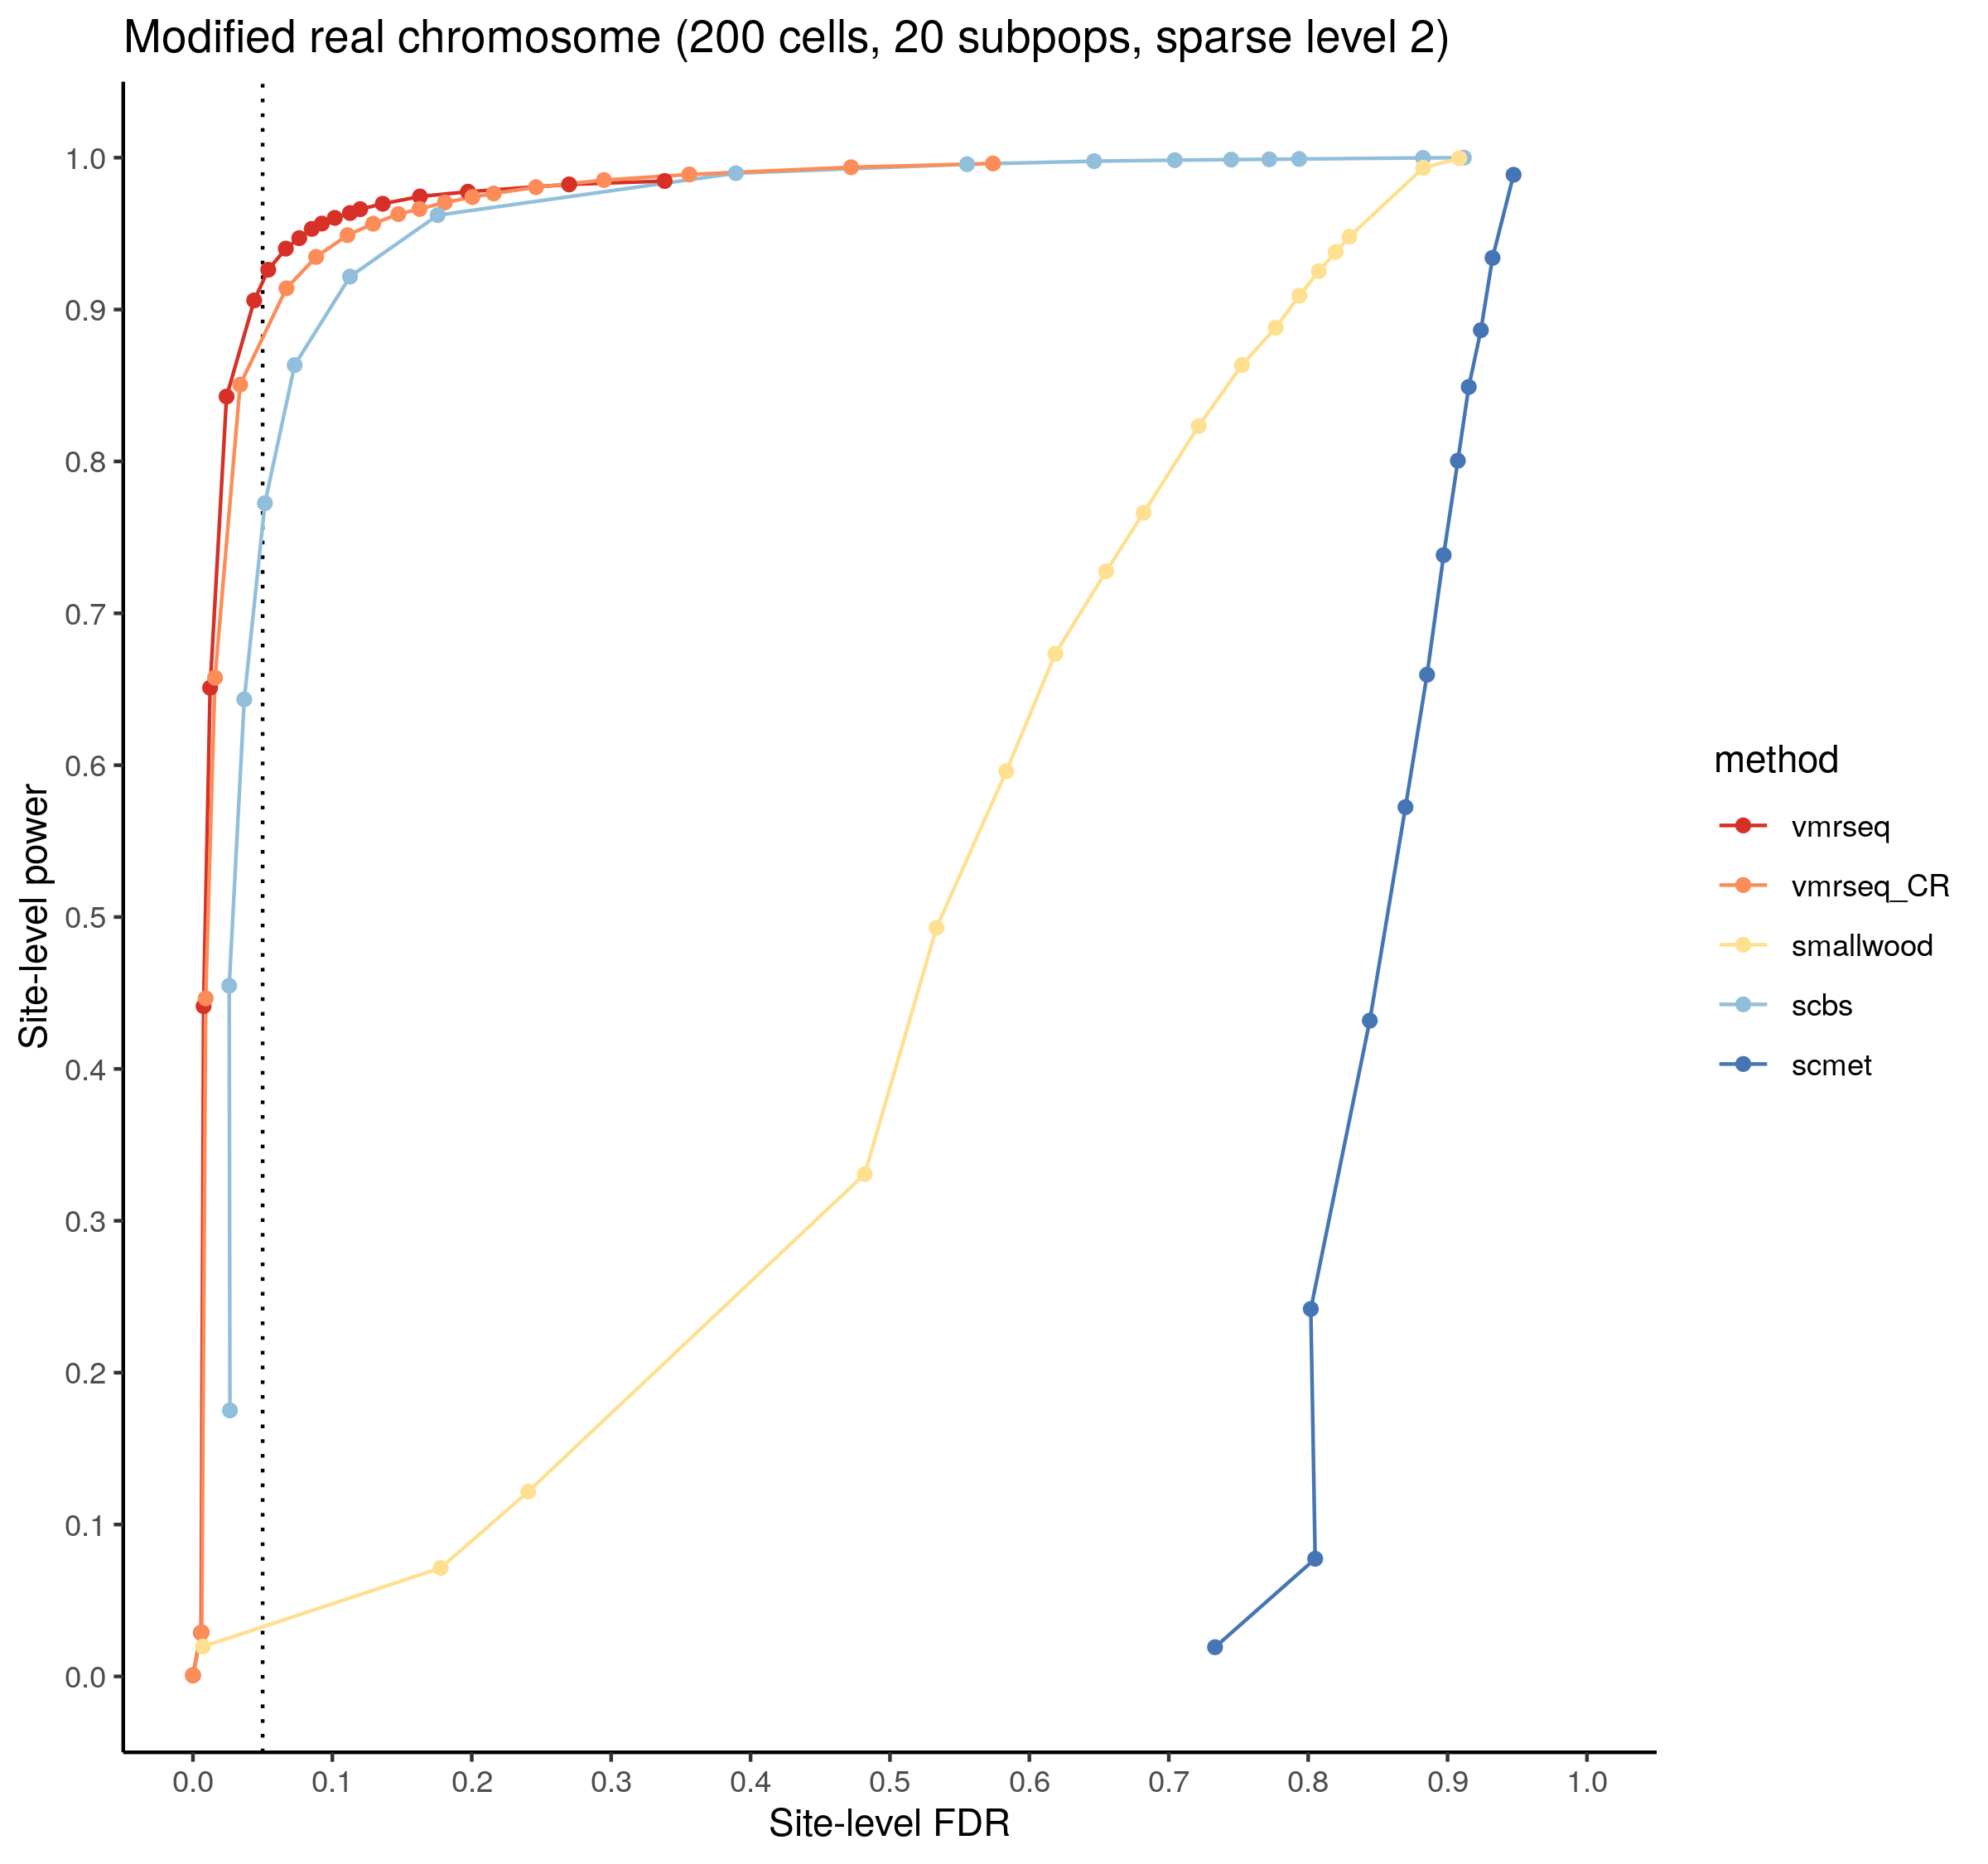 Modified real chromosome (200 cells, 20 subpops, sparse level 2)
Site-level power
1.0
0.9
0.8
0.7
0.6
0.5
0.4
0.3
0.2
0.1
0.0
0.0 0.1 0.2 0.3 0.4 0.5 0.6 0.7 0.8 0.9 1.0
Site-level FDR
method
vmrseq
vmrseq_CR
smallwood
scbs
scmet